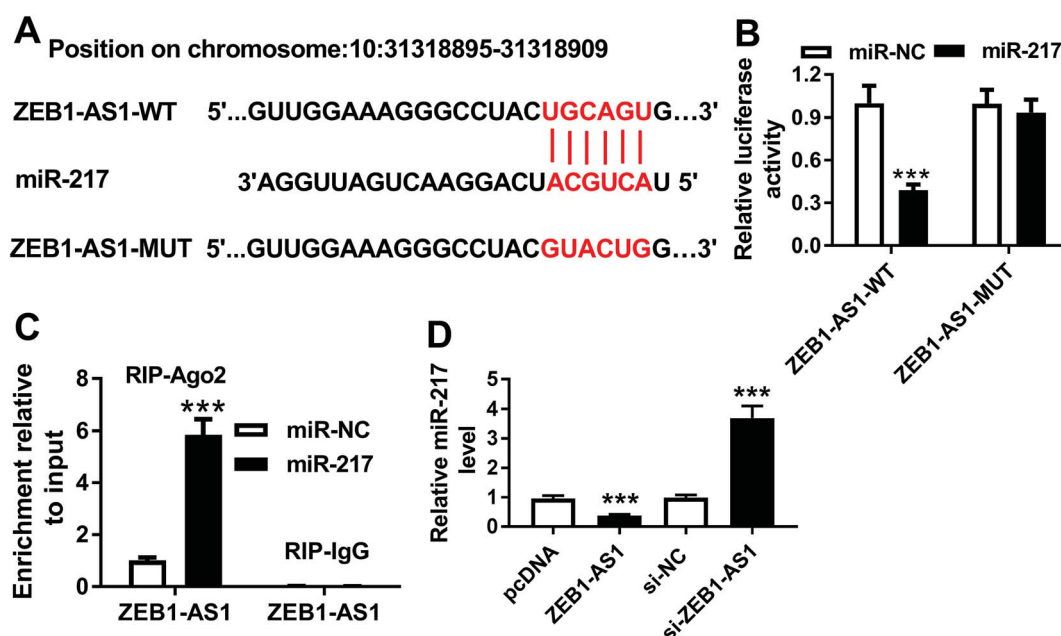 A
Position on chromosome:10:31318895-31318909
ZEB1-AS1-WT 5'...GUUGGAAAGGGCCUACUGCAGUG...3'
miR-217 3'AGGUUAGUCAAGGACUACGUCAU 5'
ZEB1-AS1-MUT 5'...GUUGGAAAGGGCCUACGUACUGG...3'
B
miR-NC miR-217
Relative luciferase
activity
1.2
0.9
0.6
0.3
0.0
***
ZEB1-AS1-WT
ZEB1-AS1-MUT
C
Enrichment relative
to input
8
6
4
2
0
RIP-Ago2
***
miR-NC
miR-217
RIP-IgG
ZEB1-AS1 ZEB1-AS1
D
Relative miR-217
level
5
4
3
2
1
0
***
***
pcDNA
ZEB1-AS1
si-NC
si-ZEB1-AS1